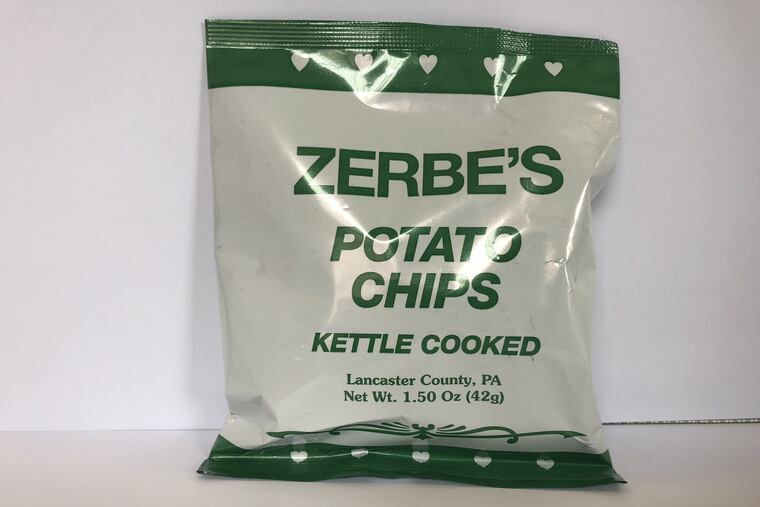 ZERBE'S
POTATO
CHIPS
KETTLE COOKED
Lancaster County, PA
Net Wt. 1.50 Oz (42g)